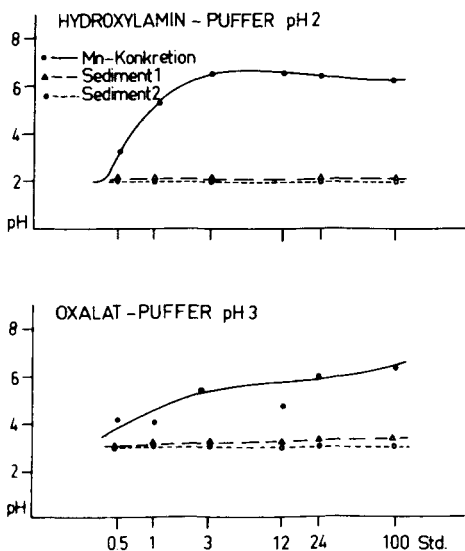 HYDROXYLAMIN - PUFFER pH 2
8
Mn-Konkretion
Sediment 1
Sediment 2
6
4
2
pH
OXALAT - PUFFER pH 3
8
6
4
2
pH
0.5 1 3 12 24 100 Std.